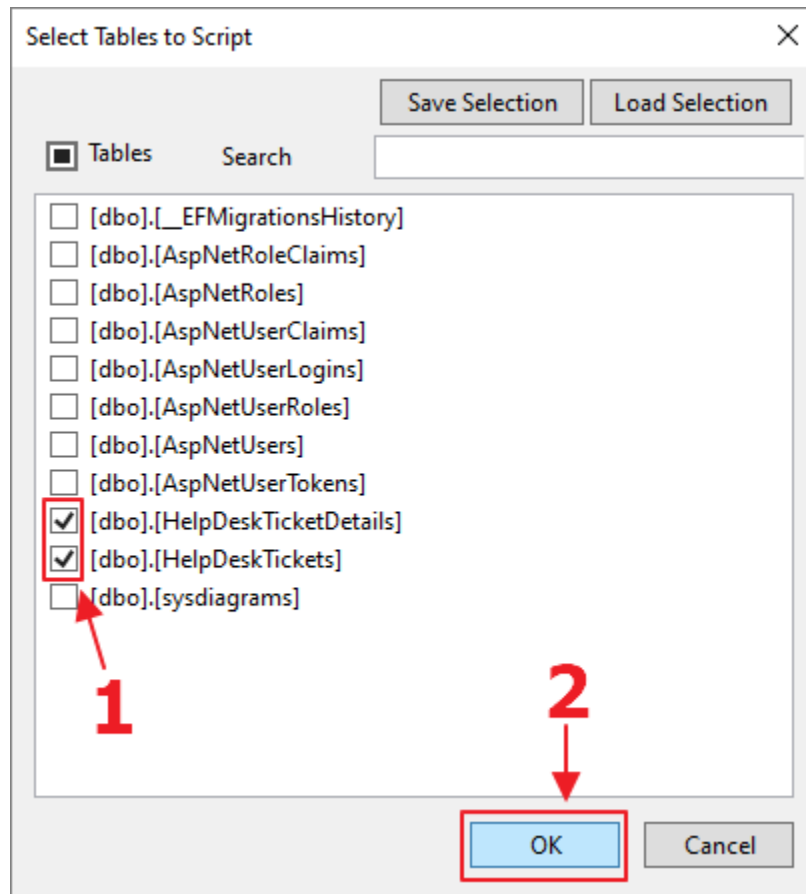 Select Tables to Script
Save Selection Load Selection
Tables Search
[dbo].[__EFMigrationsHistory]
[dbo].[AspNetRoleClaims]
[dbo].[AspNetRoles]
[dbo].[AspNetUserClaims]
[dbo].[AspNetUserLogins]
[dbo].[AspNetUserRoles]
[dbo].[AspNetUsers]
[dbo].[AspNetUserTokens]
[dbo].[HelpDeskTicketDetails]
[dbo].[HelpDeskTickets]
[dbo].[sysdiagrams]
1
2
OK Cancel